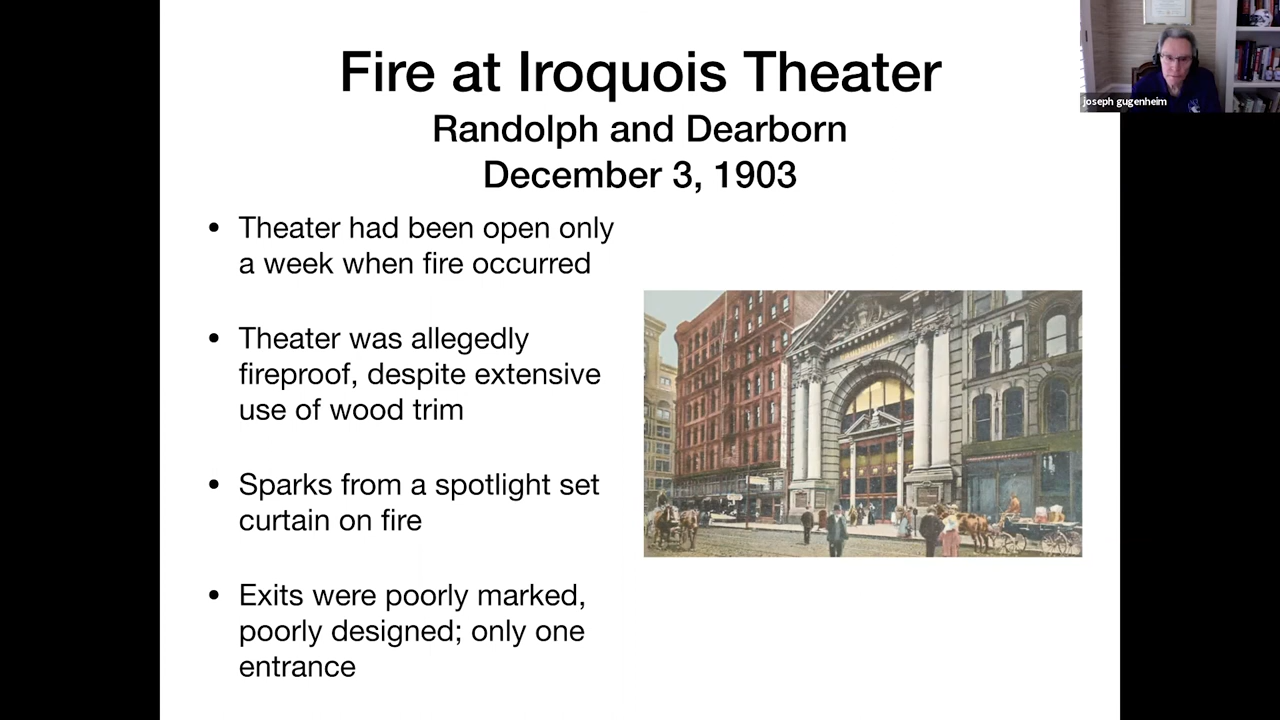 Fire at Iroquois Theater
Randolph and Dearborn
December 3, 1903
joseph gugenheim
• Theater had been open only
a week when fire occurred
• Theater was allegedly
fireproof, despite extensive
use of wood trim
• Sparks from a spotlight set
curtain on fire
• Exits were poorly marked,
poorly designed; only one
entrance